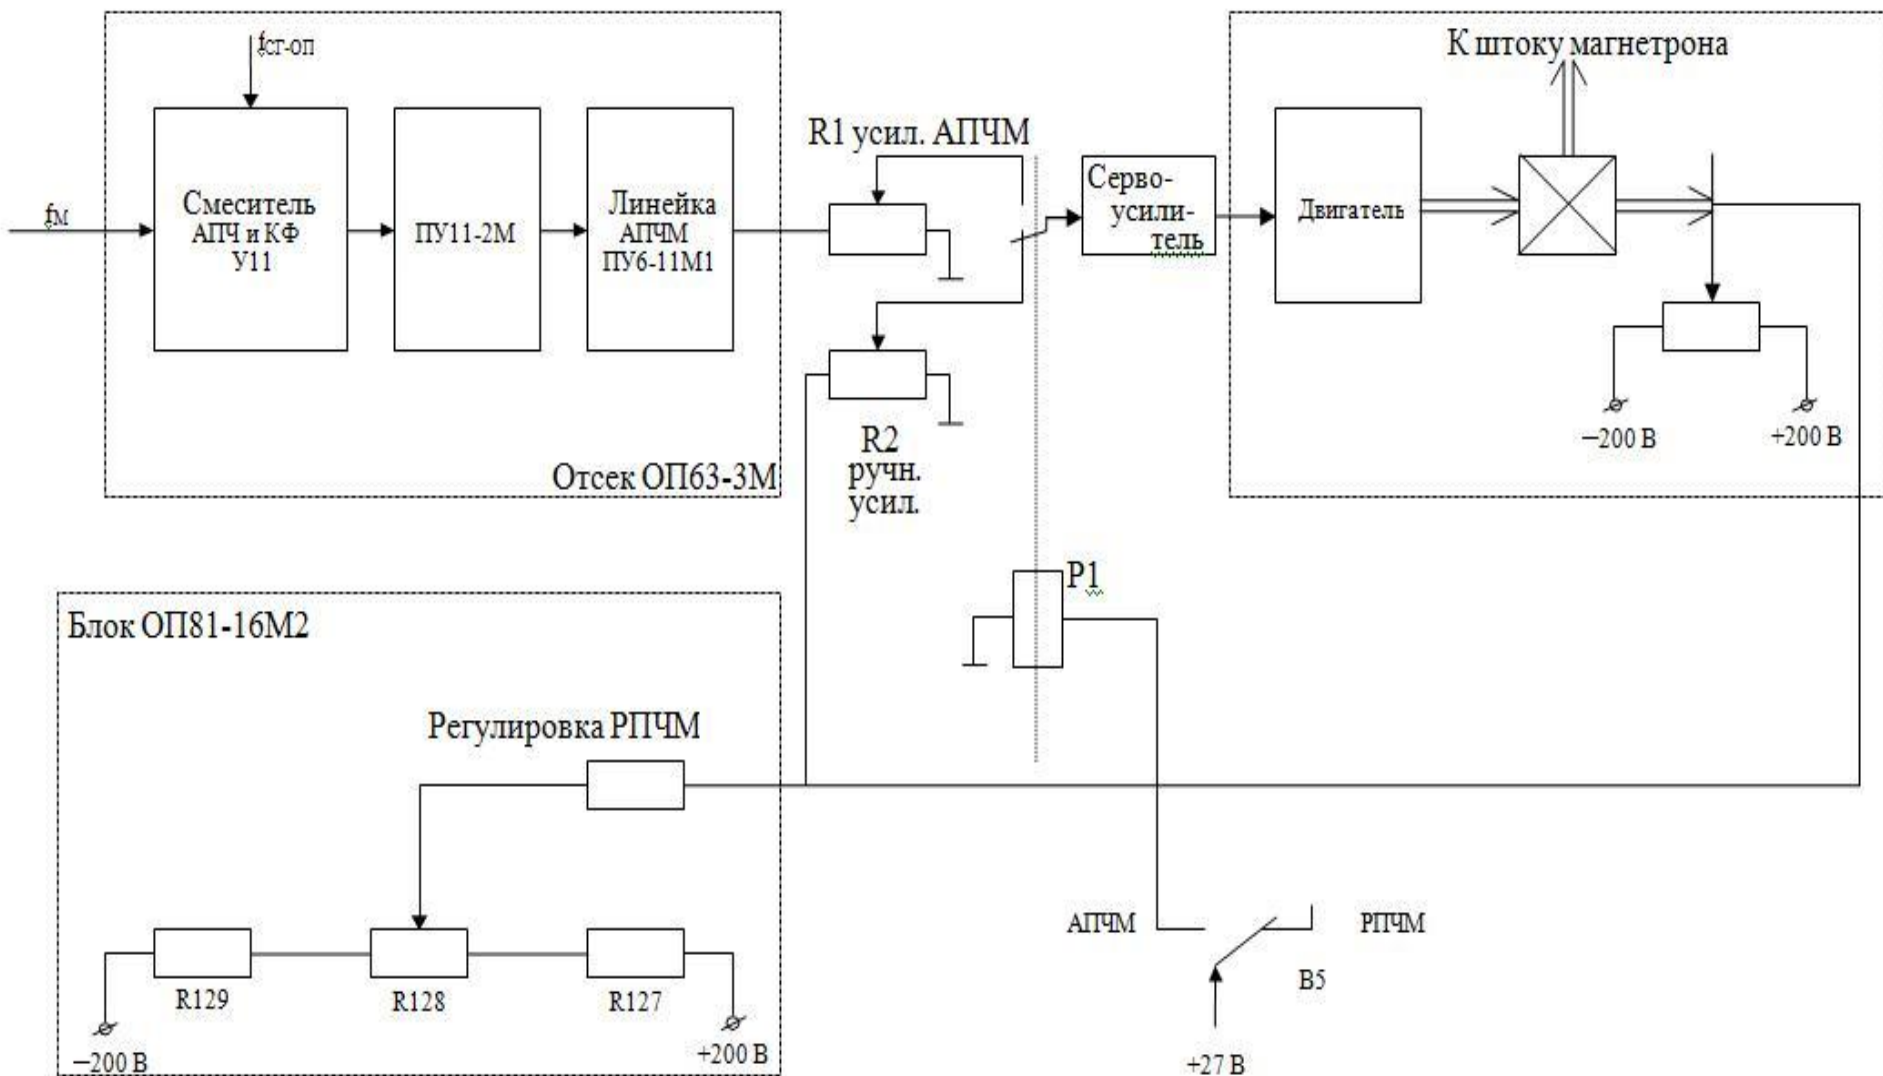 fСГ-ОП
К штоку магнетрона
R1 усил. АПЧМ
fМ
Смеситель
АПЧ и КФ
У11
ПУ11-2М
Линейка
АПЧМ
ПУ6-11М1
Серво-
усили-
тель
Двигатель
−200 В
+200 В
R2
ручн.
усил.
Отсек ОП63-3М
Р1
Блок ОП81-16М2
Регулировка РПЧМ
АПЧМ
РПЧМ
В5
R129
R128
R127
−200 В
+200 В
+27 В